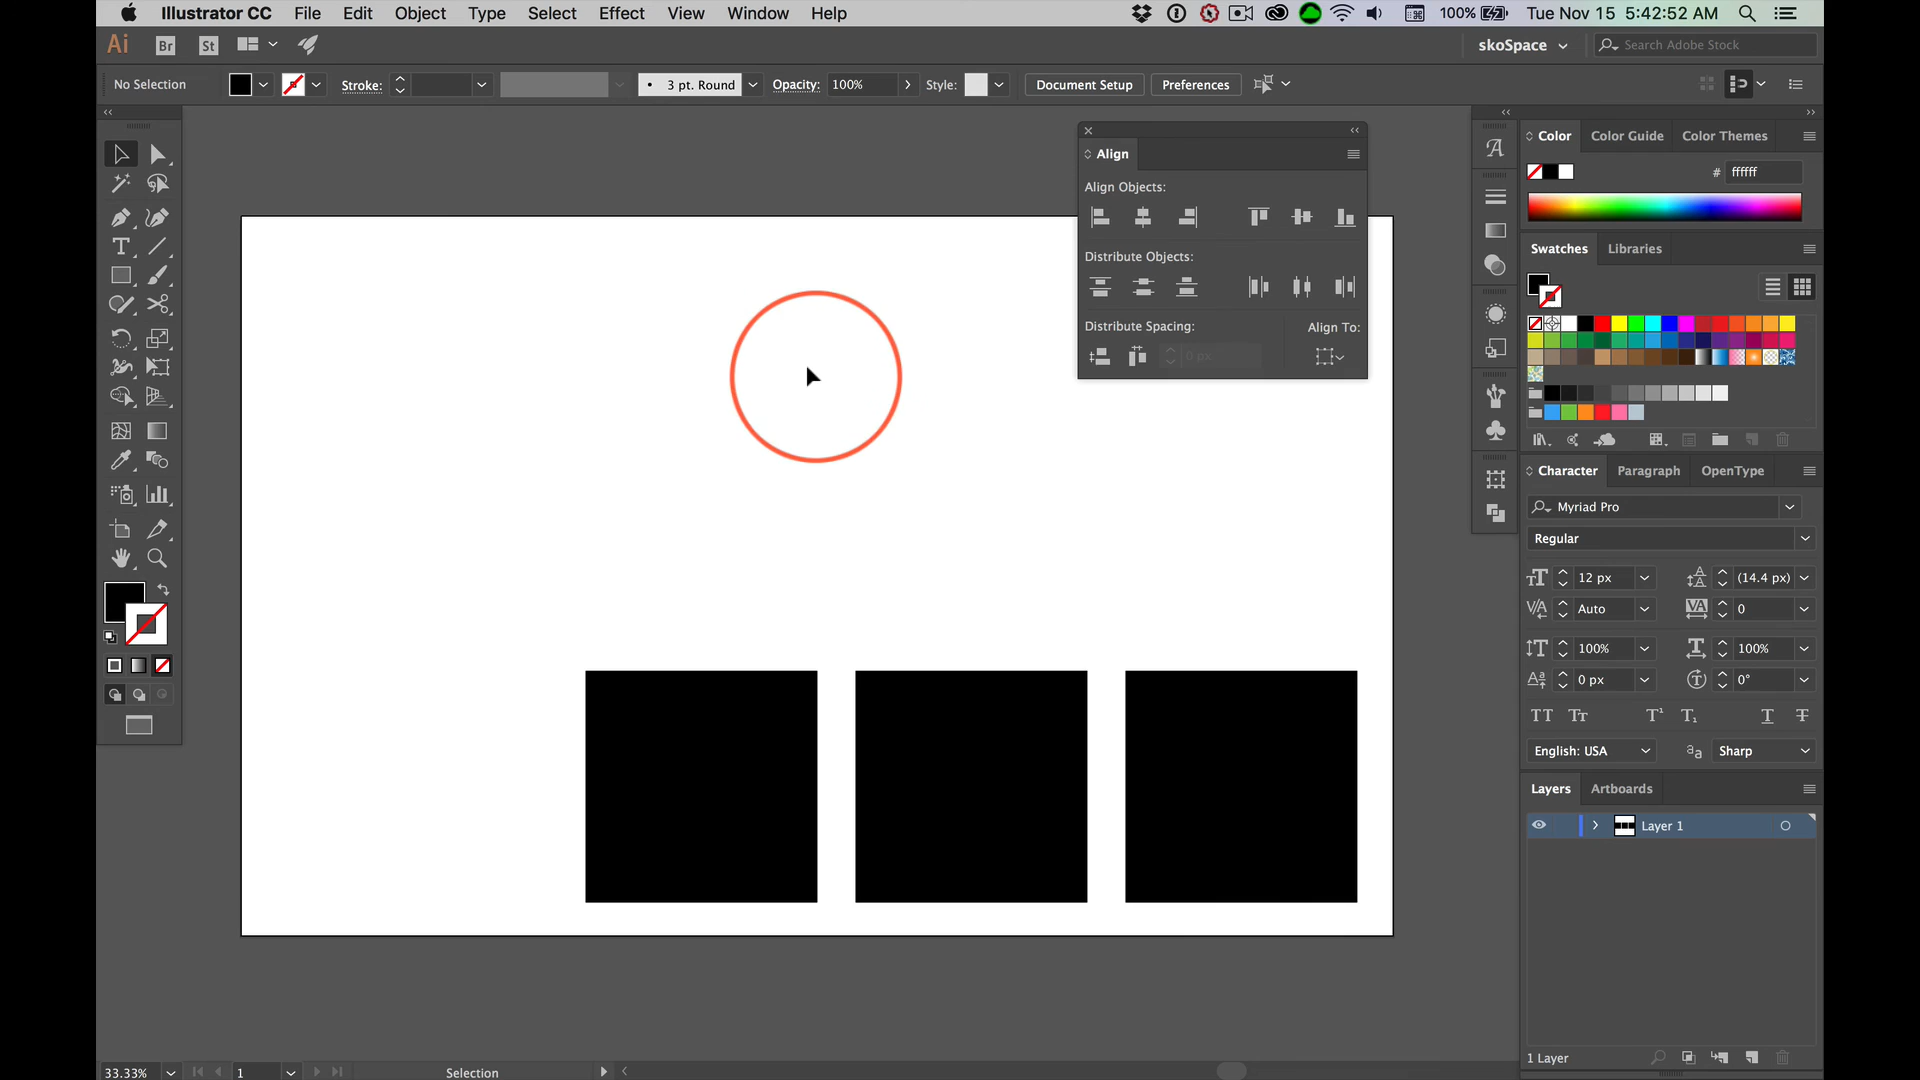 Illustrator CC File Edit Object Type Select Effect View Window Help 100% Tue Nov 15 5:42:52 AM
Ai Br St skoSpace Search Adobe Stock
No Selection Stroke: 3 pt. Round Opacity: 100% Style: Document Setup Preferences
Color Color Guide Color Themes
Align
# ffffff
Align Objects:
Swatches Libraries
Distribute Objects:
Distribute Spacing: Align To:
0 px
Character Paragraph OpenType
Myriad Pro
Regular
12 px (14.4 px)
Auto 0
100% 100%
0 px 0°
English: USA Sharp
Layers Artboards
Layer 1
1 Layer
33.33% 1 Selection